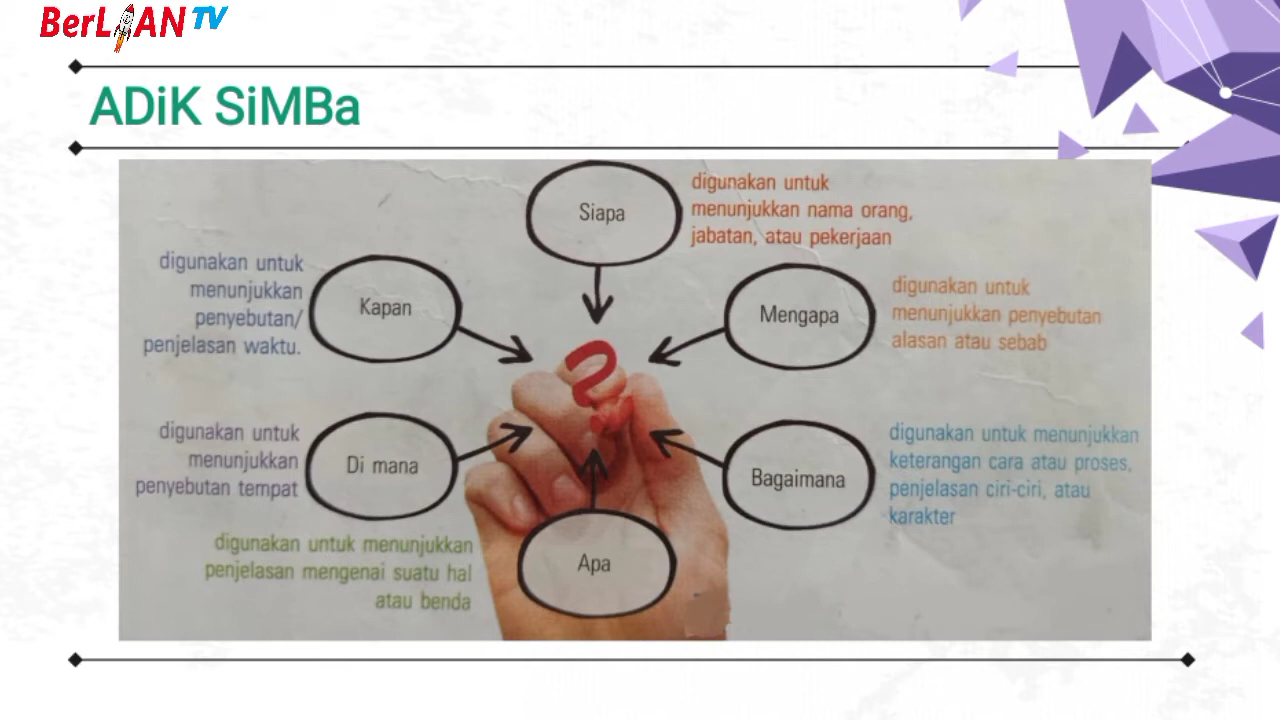 BerLIAN TV
ADiK SiMBa
Siapa
digunakan untuk
menunjukkan nama orang,
jabatan, atau pekerjaan
Kapan
digunakan untuk
menunjukkan
penyebutan/
penjelasan waktu.
Mengapa
digunakan untuk
menunjukkan penyebutan
alasan atau sebab
Di mana
digunakan untuk
menunjukkan
penyebutan tempat
Bagaimana
digunakan untuk menunjukkan
keterangan cara atau proses,
penjelasan ciri-ciri, atau
karakter
Apa
digunakan untuk menunjukkan
penjelasan mengenai suatu hal
atau benda
?